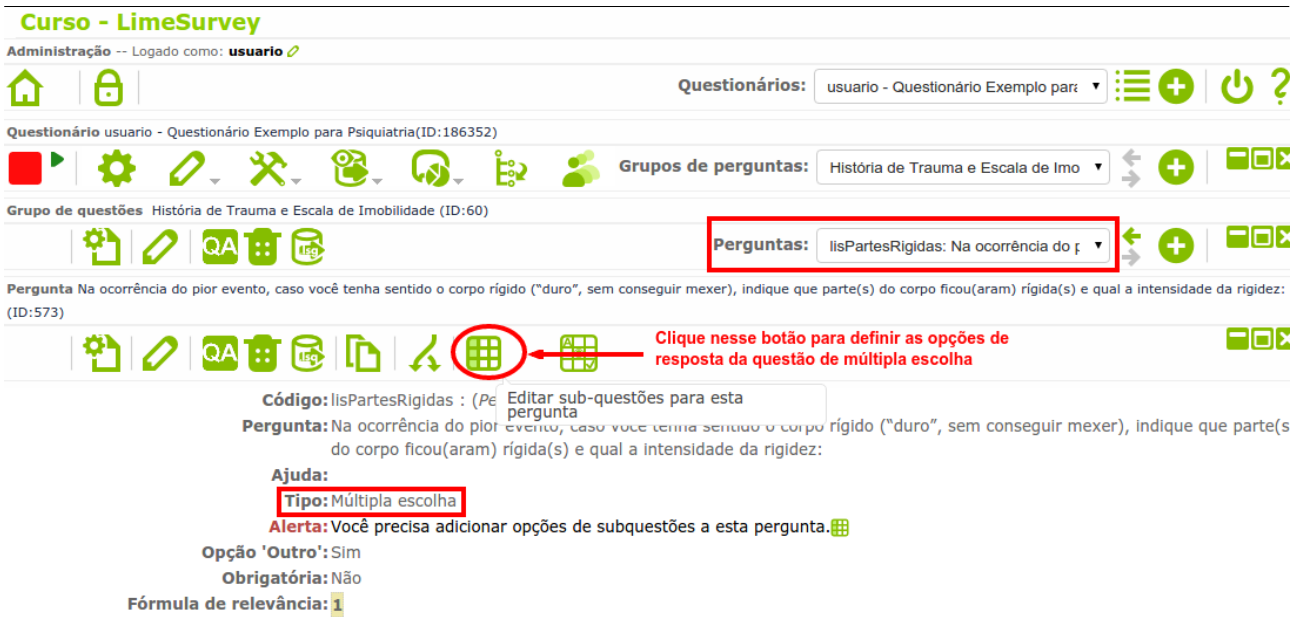 Curso - LimeSurvey
Administração -- Logado como: usuario
Questionários: usuario - Questionário Exemplo para
Questionário usuario - Questionário Exemplo para Psiquiatria(ID:186352)
Grupos de perguntas: História de Trauma e Escala de Imo
Grupo de questões História de Trauma e Escala de Imobilidade (ID:60)
QA lsq Perguntas: lisPartesRigidas: Na ocorrência do p
Pergunta Na ocorrência do pior evento, caso você tenha sentido o corpo rígido (“duro”, sem conseguir mexer), indique que parte(s) do corpo ficou(aram) rígida(s) e qual a intensidade da rigidez:
(ID:573)
QA lsq
Clique nesse botão para definir as opções de
resposta da questão de múltipla escolha
Editar sub-questões para esta
pergunta
Código: lisPartesRigidas : (Pe
Pergunta: Na ocorrência do pior evento, caso você tenha sentido o corpo rígido (“duro”, sem conseguir mexer), indique que parte(s
do corpo ficou(aram) rígida(s) e qual a intensidade da rigidez:
Ajuda:
Tipo: Múltipla escolha
Alerta: Você precisa adicionar opções de subquestões a esta pergunta.
Opção 'Outro': Sim
Obrigatória: Não
Fórmula de relevância: 1